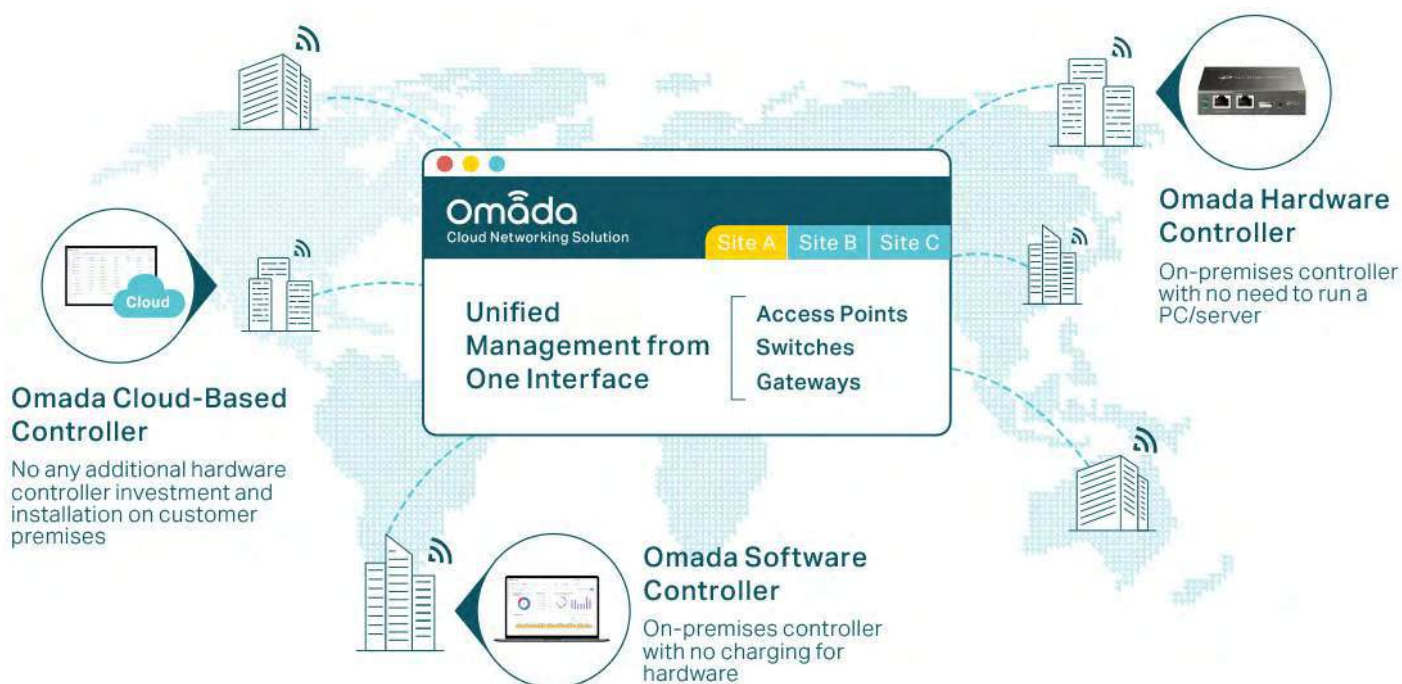 Omada
Cloud Networking Solution
Site A
Site B
Site C
Unified
Management from
One Interface
Access Points
Switches
Gateways
Omada Hardware
Controller
On-premises controller
with no need to run a
PC/server
Cloud
Omada Cloud-Based
Controller
No any additional hardware
controller investment and
installation on customer
premises
Omada Software
Controller
On-premises controller
with no charging for
hardware